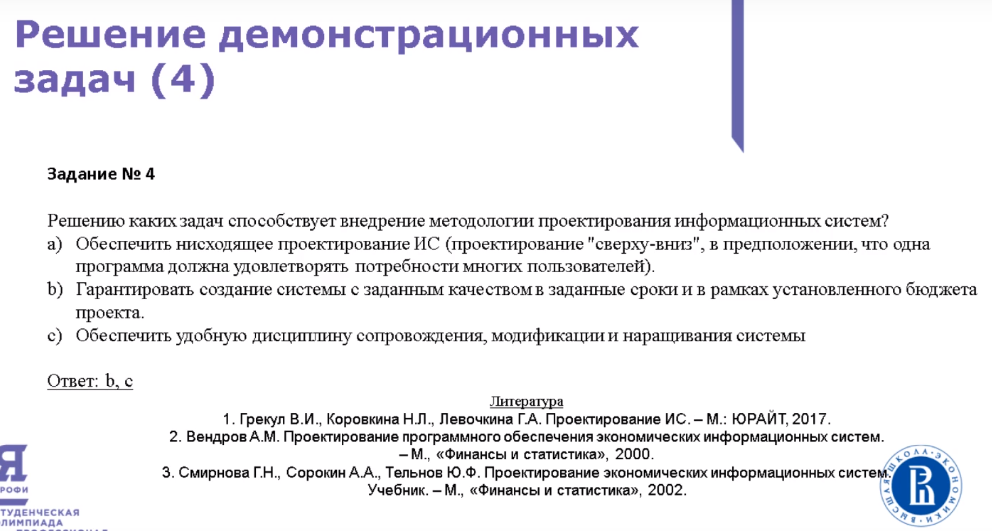 Решение демонстрационных
задач (4)
Задание № 4
Решению каких задач способствует внедрение методологии проектирования информационных систем?
a) Обеспечить нисходящее проектирование ИС (проектирование "сверху-вниз", в предположении, что одна
программа должна удовлетворять потребности многих пользователей).
b) Гарантировать создание системы с заданным качеством в заданные сроки и в рамках установленного бюджета
проекта.
c) Обеспечить удобную дисциплину сопровождения, модификации и наращивания системы
Ответ: b, c
Литература
1. Грекул В.И., Коровкина Н.Л., Левочкина Г.А. Проектирование ИС. – М.: ЮРАЙТ, 2017.
2. Вендров А.М. Проектирование программного обеспечения экономических информационных систем.
– М., «Финансы и статистика», 2000.
3. Смирнова Г.Н., Сорокин А.А., Тельнов Ю.Ф. Проектирование экономических информационных систем.
Учебник. – М., «Финансы и статистика», 2002.
Я
РОФИ
ТУДЕНЧЕСКАЯ
ЛИМПИАДА
ВЫСШАЯ ШКОЛА ЭКОНОМИКИ